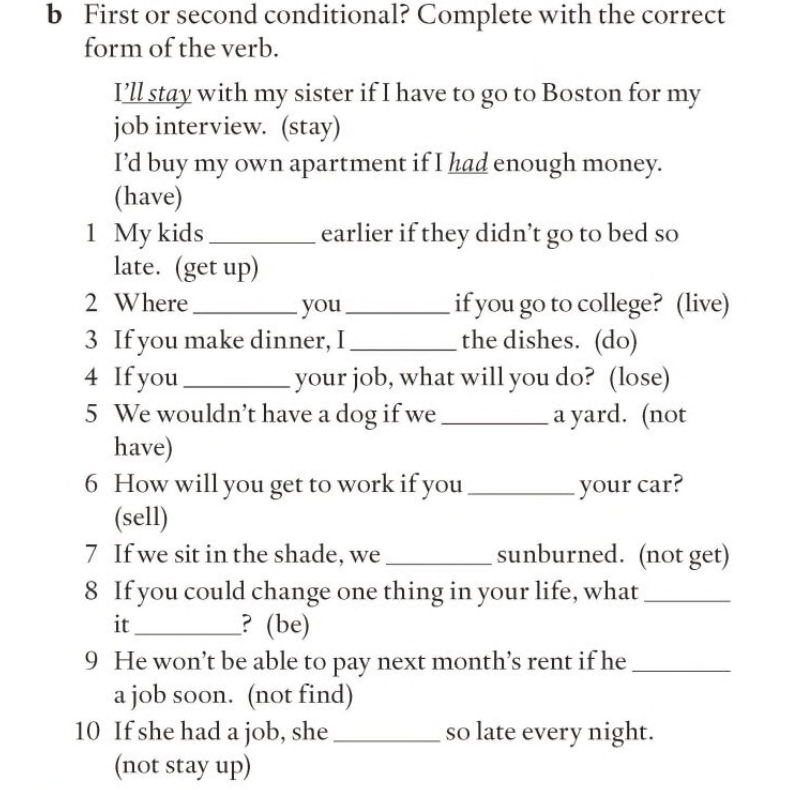 b First or second conditional? Complete with the correct
form of the verb.
I'll stay with my sister if I have to go to Boston for my
job interview. (stay)
I'd buy my own apartment if I had enough money.
(have)
1 My kids ________ earlier if they didn't go to bed so
late. (get up)
2 Where ________ you ________ if you go to college? (live)
3 If you make dinner, I ________ the dishes. (do)
4 If you ________ your job, what will you do? (lose)
5 We wouldn't have a dog if we ________ a yard. (not
have)
6 How will you get to work if you ________ your car?
(sell)
7 If we sit in the shade, we ________ sunburned. (not get)
8 If you could change one thing in your life, what ________
it ________? (be)
9 He won't be able to pay next month's rent if he ________
a job soon. (not find)
10 If she had a job, she ________ so late every night.
(not stay up)